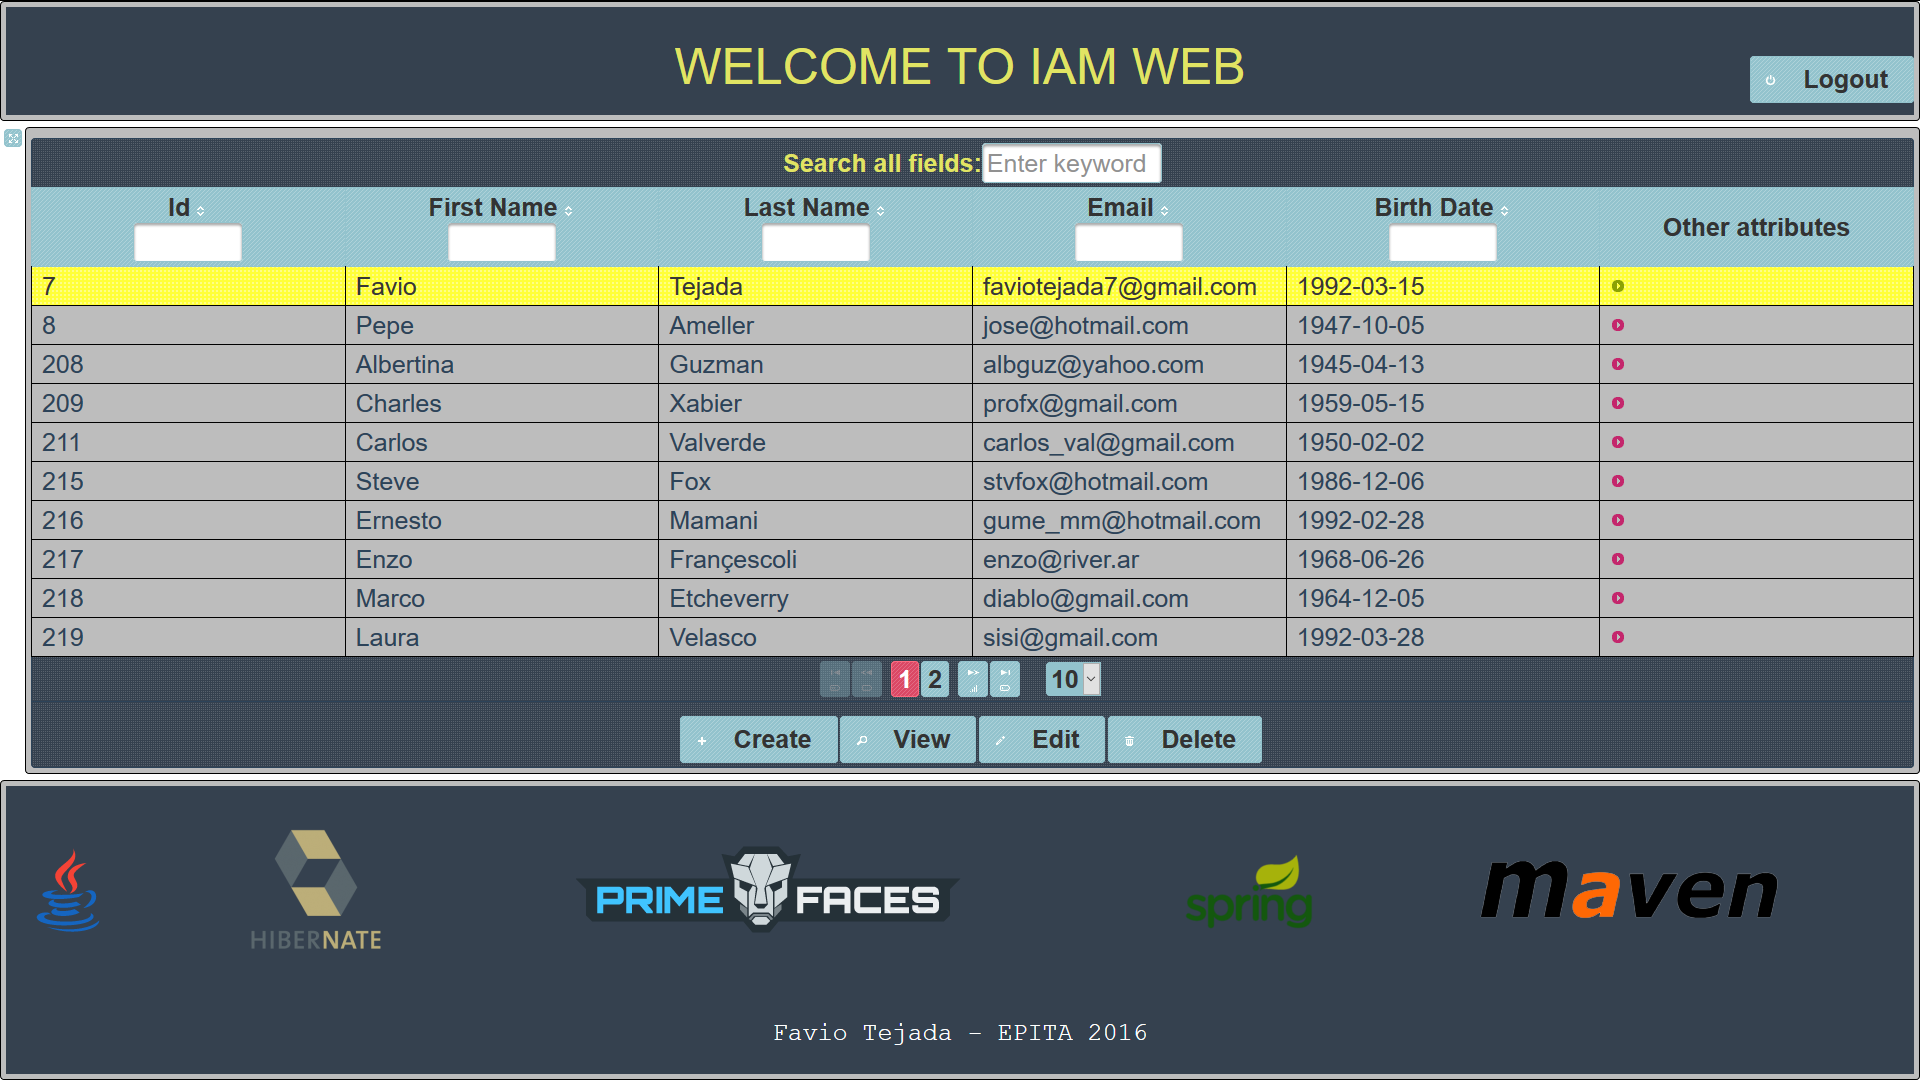 WELCOME TO IAM WEB
Logout
Search all fields: Enter keyword
Id First Name Last Name Email Birth Date Other attributes
7 Favio Tejada faviotejada7@gmail.com 1992-03-15
8 Pepe Ameller jose@hotmail.com 1947-10-05
208 Albertina Guzman albguz@yahoo.com 1945-04-13
209 Charles Xabier profx@gmail.com 1959-05-15
211 Carlos Valverde carlos_val@gmail.com 1950-02-02
215 Steve Fox stvfox@hotmail.com 1986-12-06
216 Ernesto Mamani gume_mm@hotmail.com 1992-02-28
217 Enzo Françescoli enzo@river.ar 1968-06-26
218 Marco Etcheverry diablo@gmail.com 1964-12-05
219 Laura Velasco sisi@gmail.com 1992-03-28
1 2 10
Create View Edit Delete
HIBERNATE PRIME FACES spring maven
Favio Tejada - EPITA 2016